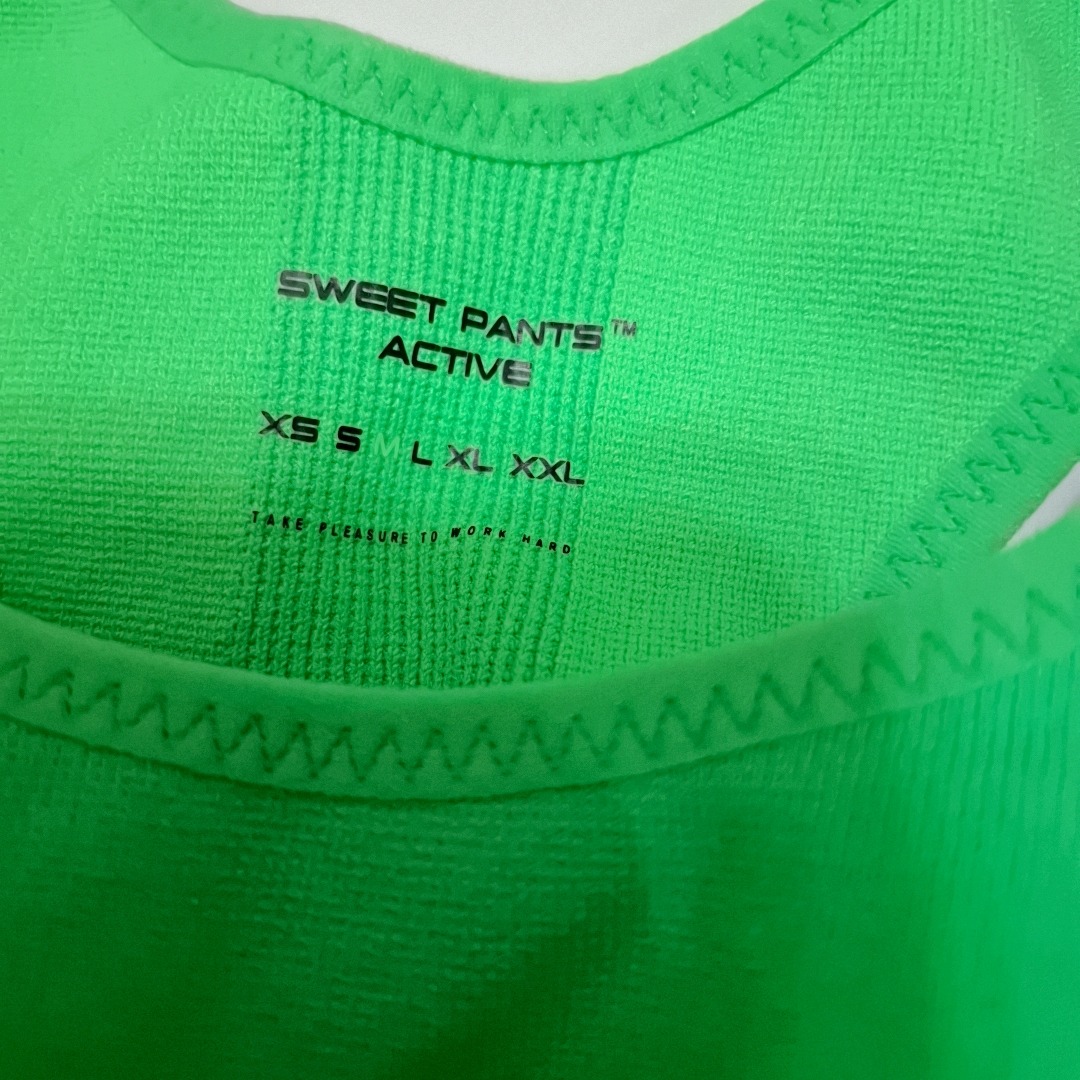 SWEET PANTS™
ACTIVE
XS S M L XL XXL
TAKE PLEASURE TO WORK HARD